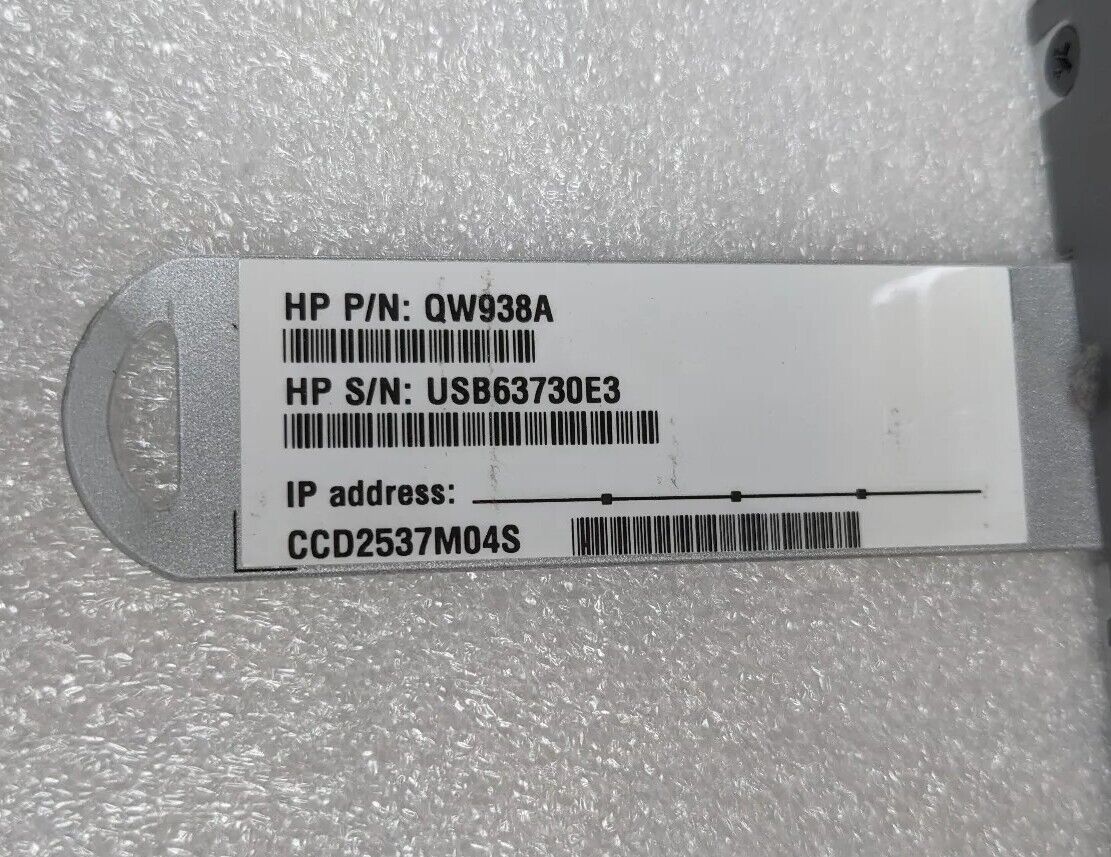 HP P/N: QW938A
HP S/N: USB63730E3
IP address:
CCD2537M04S